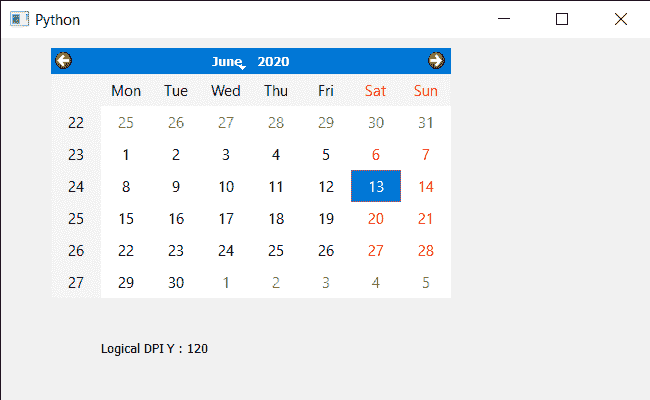 Python
June 2020
Mon Tue Wed Thu Fri Sat Sun
22 25 26 27 28 29 30 31
23 1 2 3 4 5 6 7
24 8 9 10 11 12 13 14
25 15 16 17 18 19 20 21
26 22 23 24 25 26 27 28
27 29 30 1 2 3 4 5
Logical DPI Y : 120